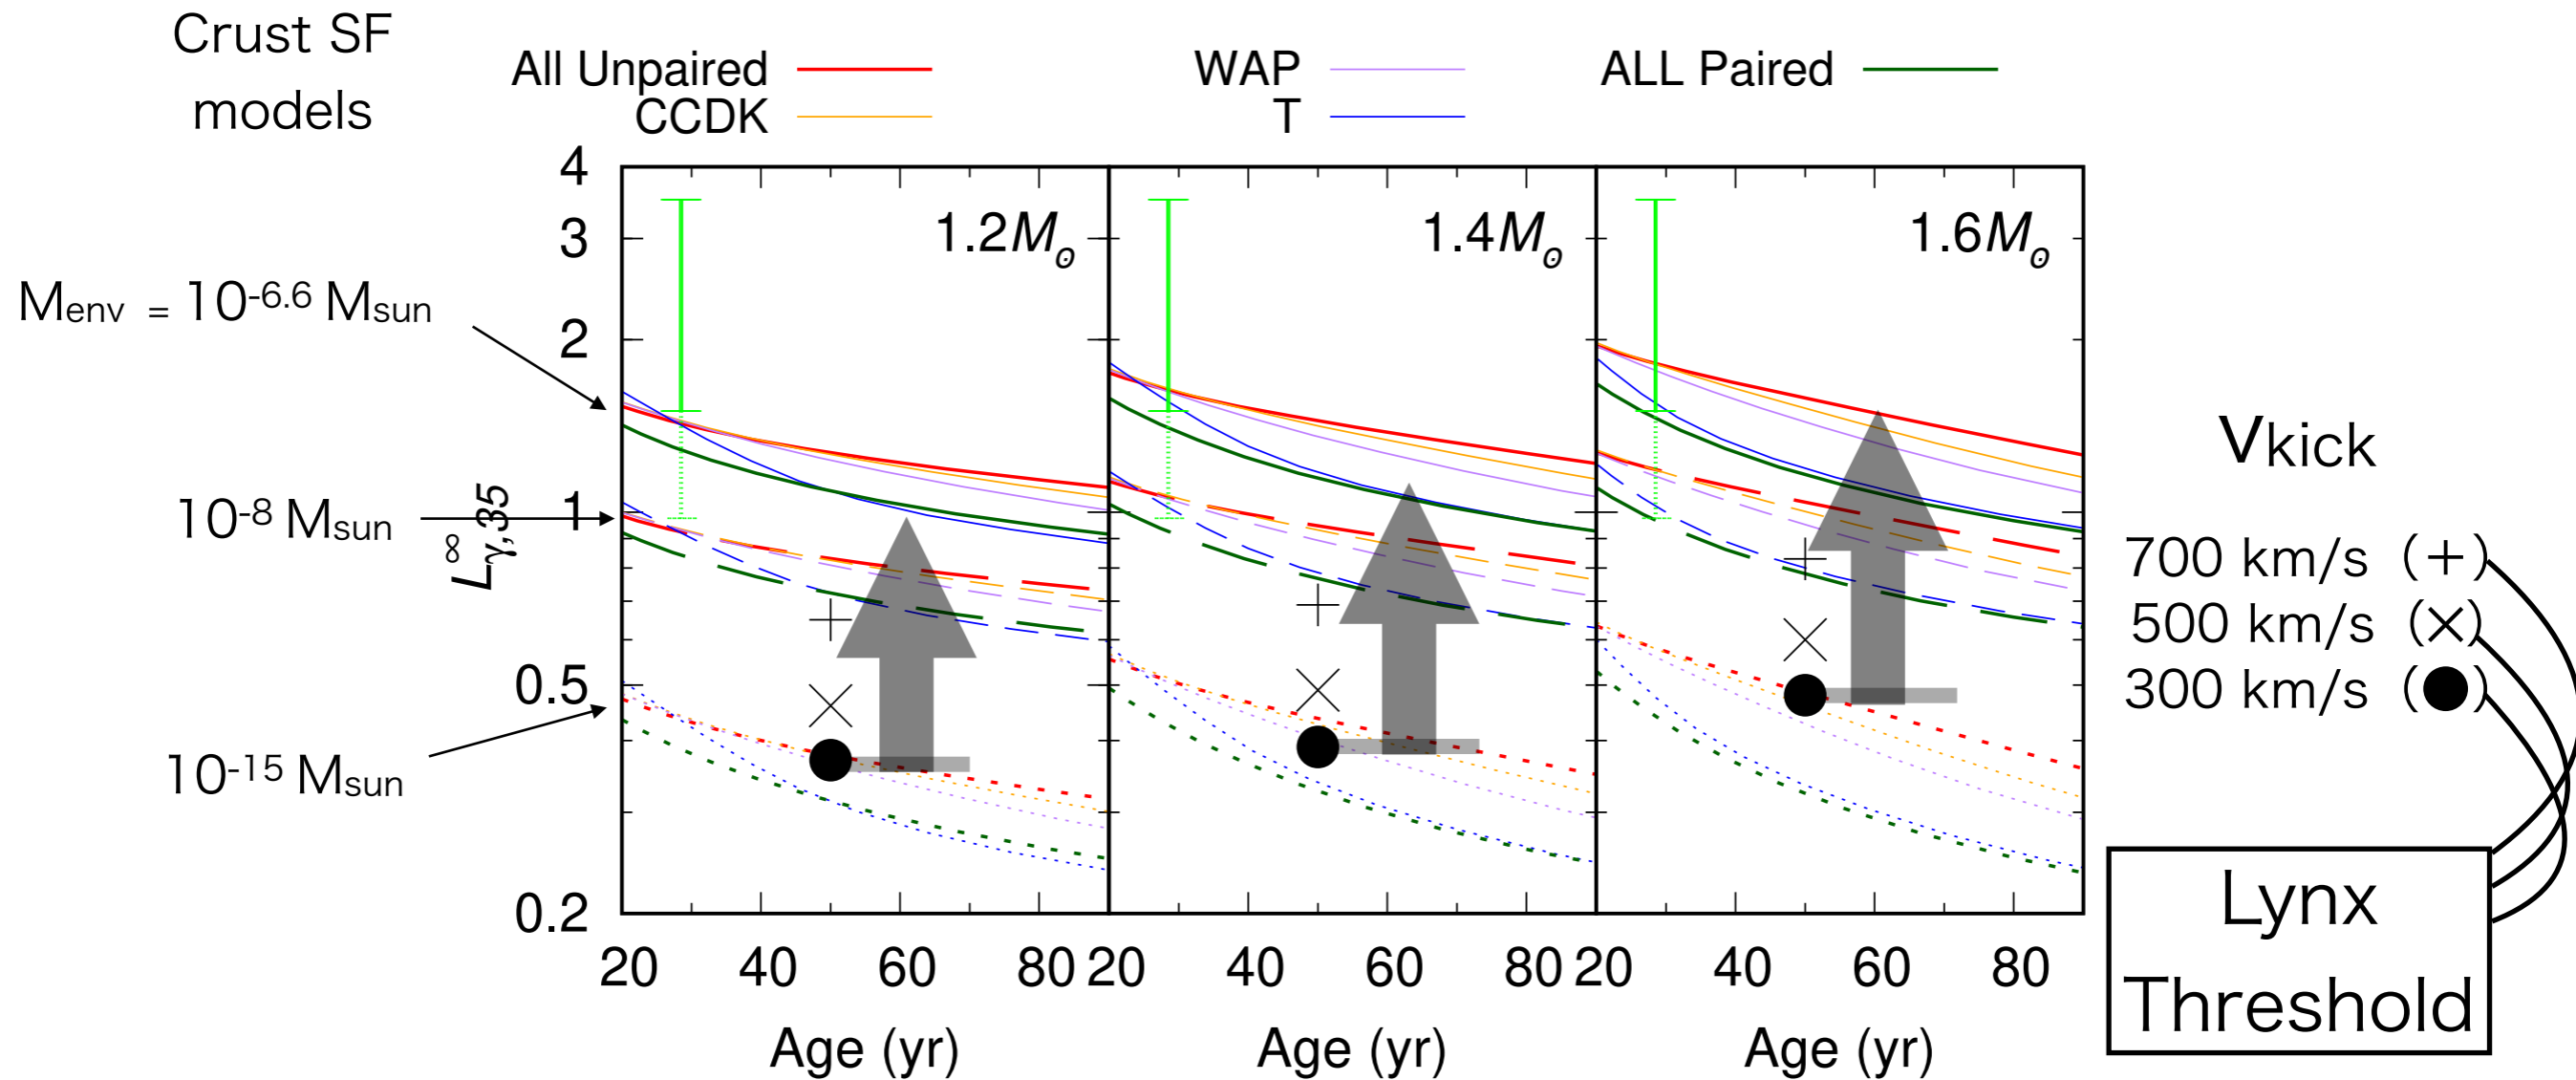 Crust SF
models
All Unpaired
CCDK
WAP
T
ALL Paired
4
3
2
1
0.5
0.2
L∞γ,35
1.2M⊙
1.4M⊙
1.6M⊙
Menv = 10-6.6 Msun
10-8 Msun
10-15 Msun
20 40 60 80 20 40 60 80 20 40 60 80
Age (yr) Age (yr) Age (yr)
Vkick
700 km/s (+)
500 km/s (×)
300 km/s (●)
Lynx
Threshold